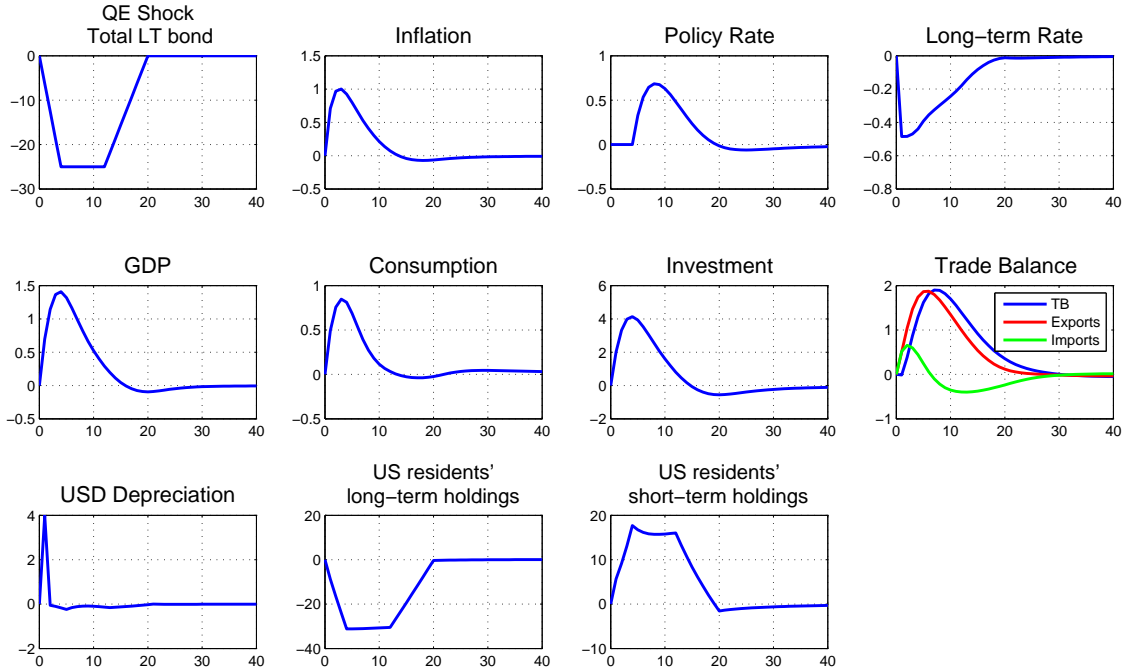 QE Shock
Total LT bond
0
−10
−20
−30
0 10 20 30 40
Inflation
1.5
1
0.5
0
−0.5
0 10 20 30 40
Policy Rate
1
0.5
0
−0.5
0 10 20 30 40
Long−term Rate
0
−0.2
−0.4
−0.6
−0.8
0 10 20 30 40
GDP
1.5
1
0.5
0
−0.5
0 10 20 30 40
Consumption
1
0.5
0
−0.5
0 10 20 30 40
Investment
6
4
2
0
−2
0 10 20 30 40
Trade Balance
2
1
0
−1
0 10 20 30 40
TB
Exports
Imports
USD Depreciation
4
2
0
−2
0 10 20 30 40
US residents’
long−term holdings
20
0
−20
−40
0 10 20 30 40
US residents’
short−term holdings
20
10
0
−10
0 10 20 30 40